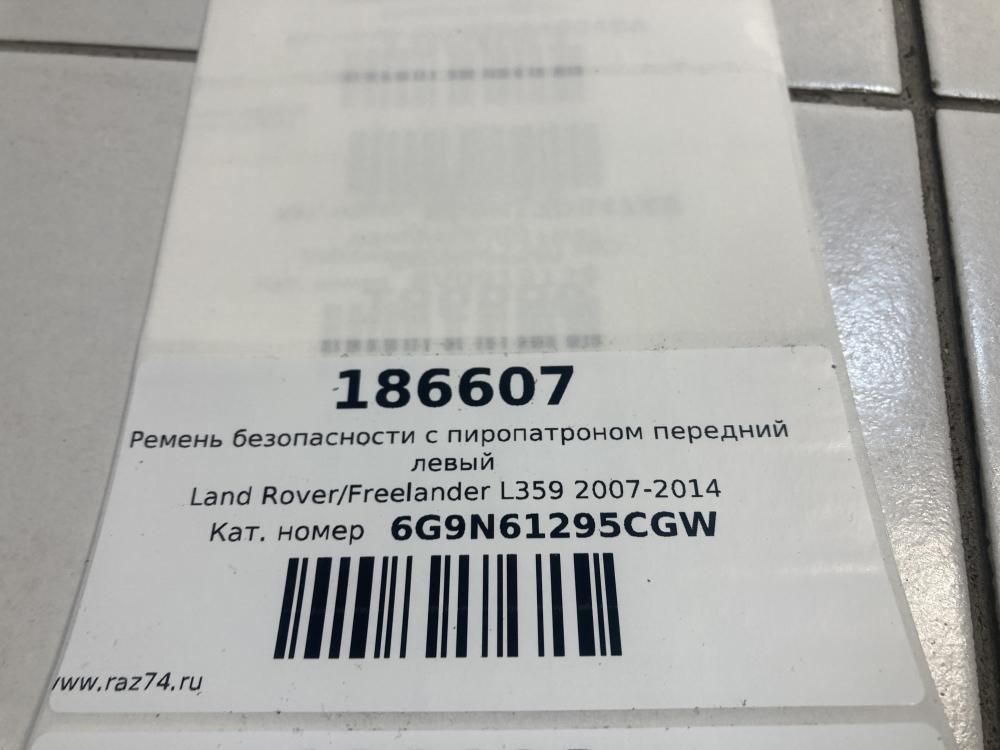 186607
Ремень безопасности с пиропатроном передний
левый
Land Rover/Freelander L359 2007-2014
Кат. номер 6G9N61295CGW
www.raz74.ru